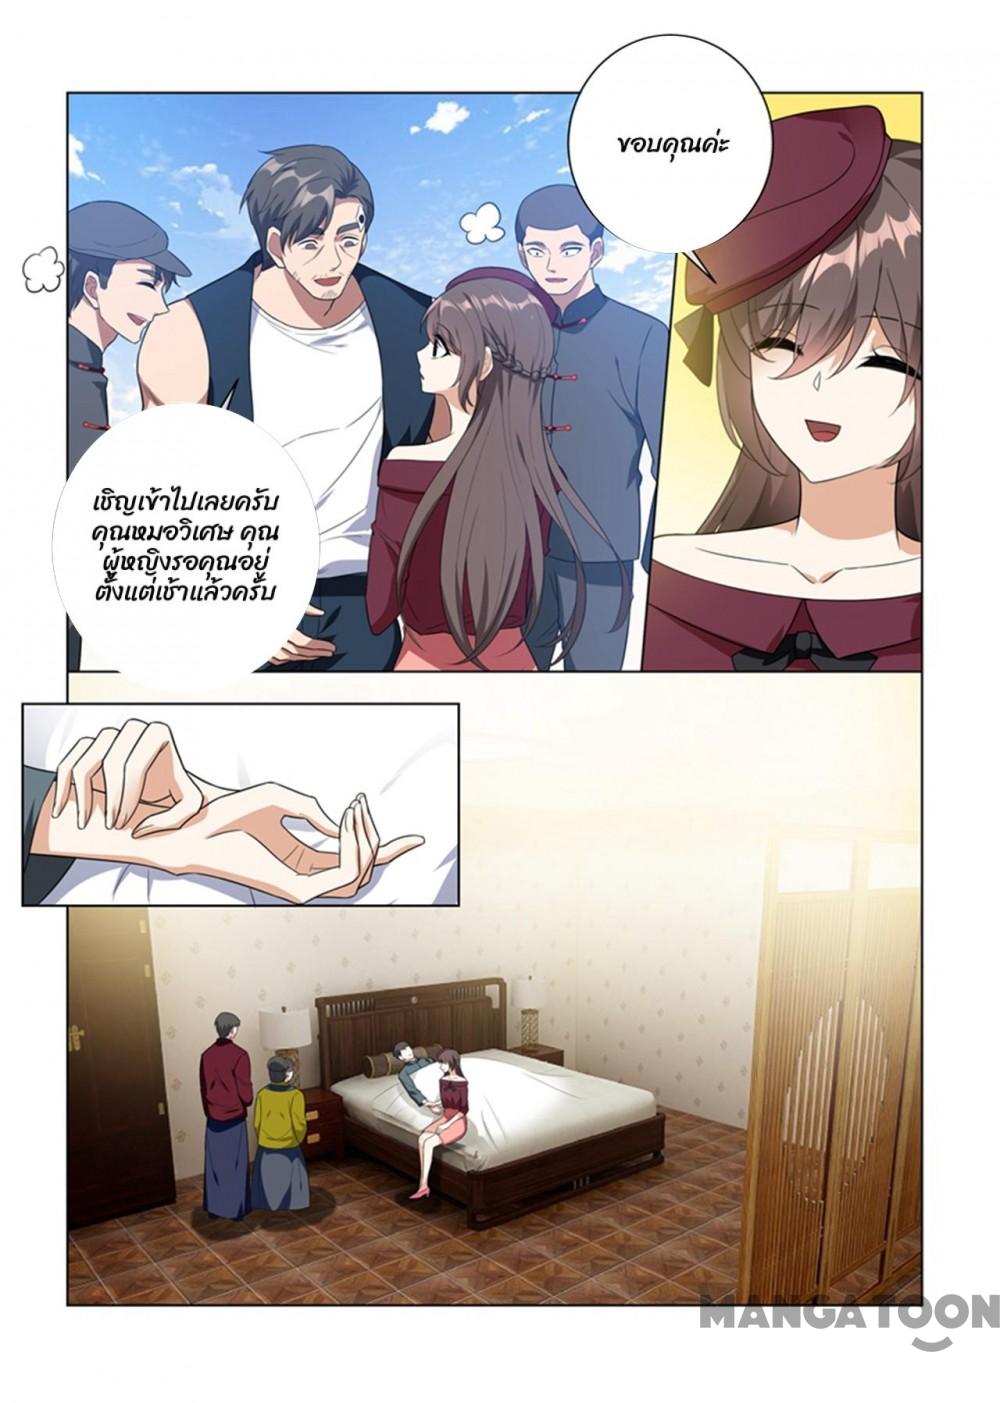 เชิญเข้าไปเลยครับ
คุณหมอวิเศษ คุณ
ผู้หญิงรอคุณอยู่
ตั้งแต่เช้าแล้วครับ
ขอบคุณค่ะ
MANGATOON